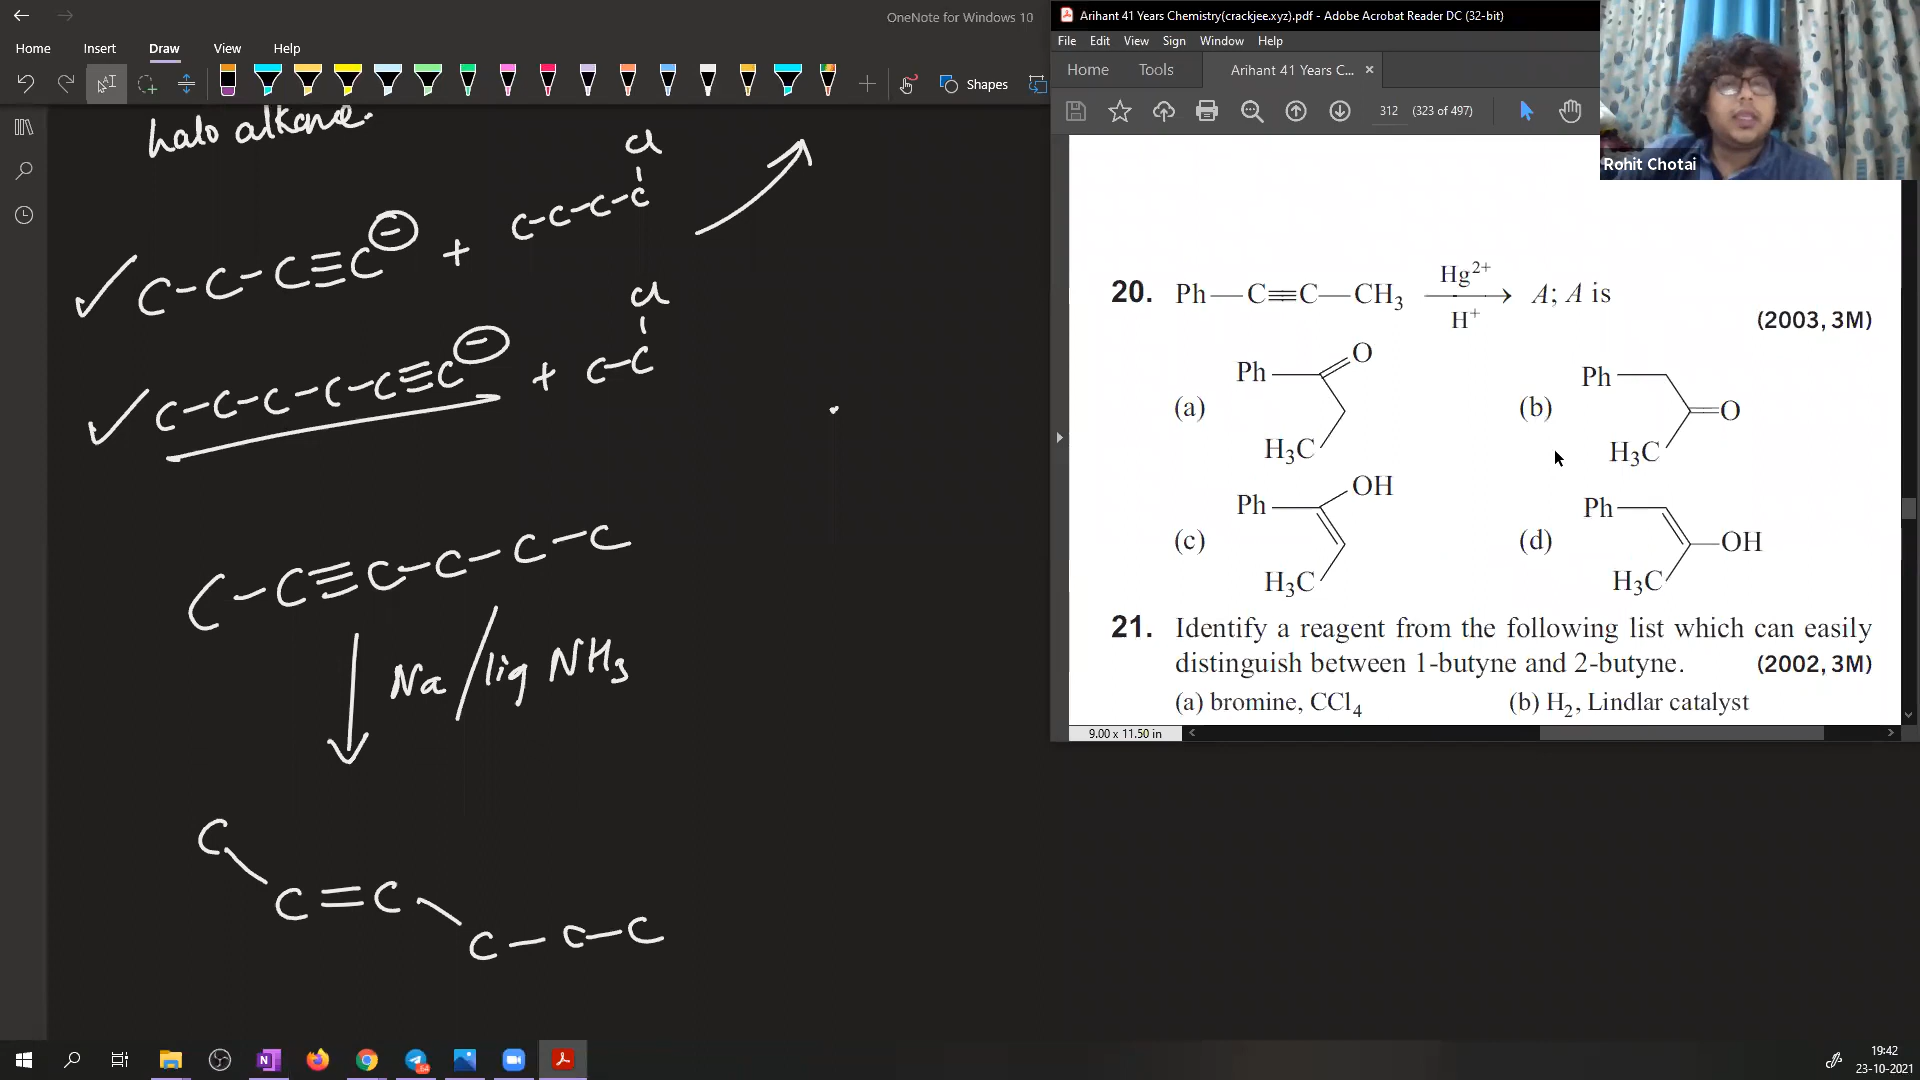 OneNote for Windows 10
Home Insert Draw View Help
Shapes
halo alkane.
Cl
C-C-C≡C⊖ + C-C-C-C
Cl
C-C-C-C-C≡C⊖ + C-C
C-C≡C-C-C-C
Na/liq NH3
C
C=C
C-C-C
Arihant 41 Years Chemistry(crackjee.xyz).pdf - Adobe Acrobat Reader DC (32-bit)
File Edit View Sign Window Help
Home Tools Arihant 41 Years C... ×
312 (323 of 497)
Rohit Chotai
20. Ph—C≡C—CH3 Hg2+ H+ → A; A is
(2003, 3M)
(a) Ph O H3C
(b) Ph O H3C
(c) Ph OH H3C
(d) Ph OH H3C
21. Identify a reagent from the following list which can easily
distinguish between 1-butyne and 2-butyne. (2002, 3M)
(a) bromine, CCl4 (b) H2, Lindlar catalyst
9.00 x 11.50 in
19:42
23-10-2021